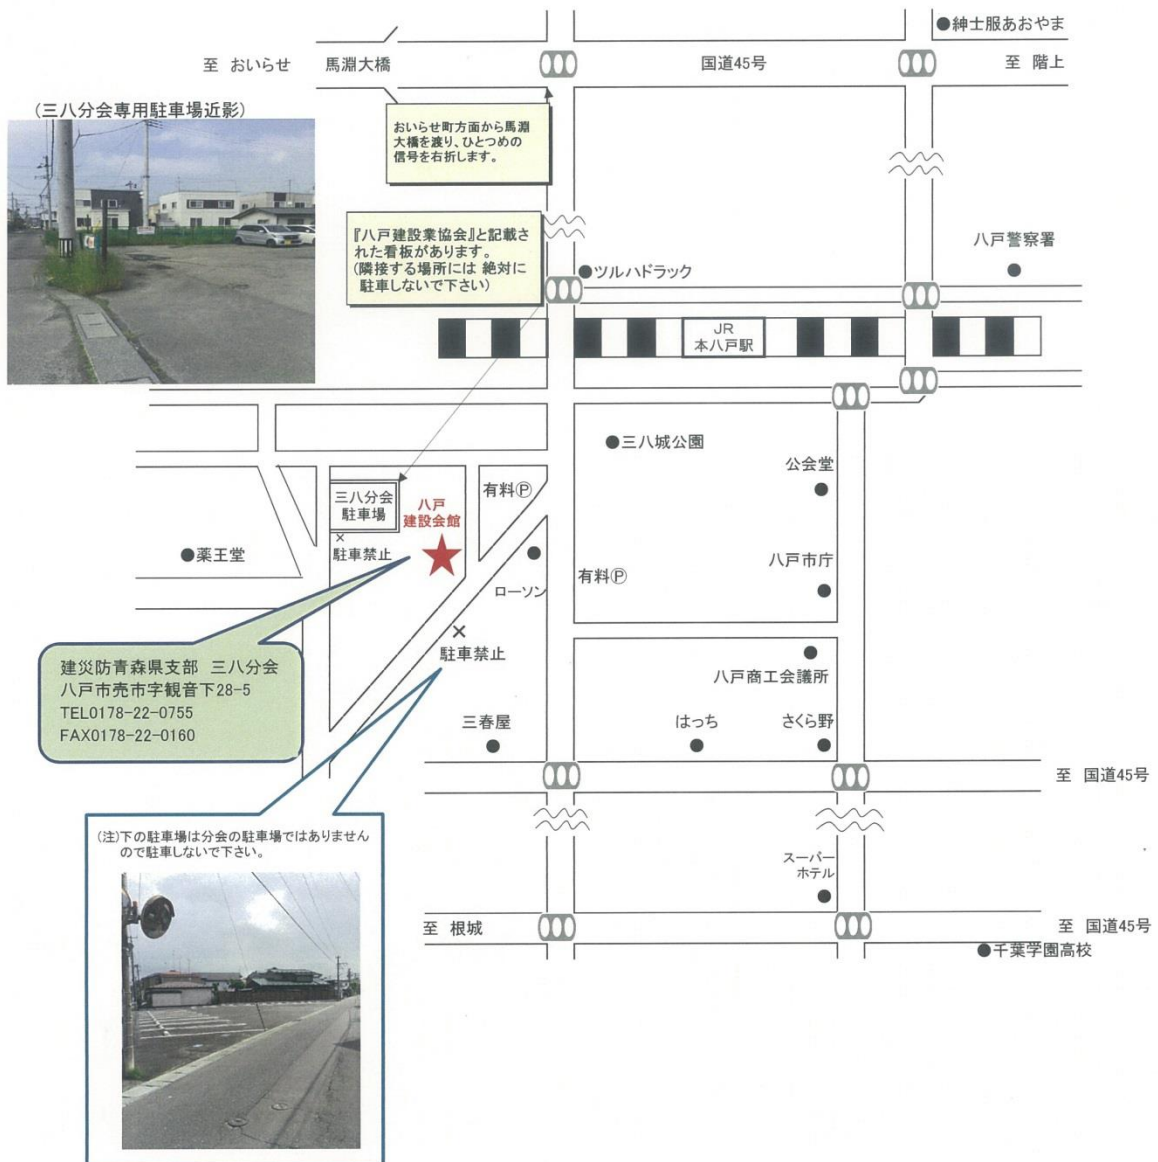 ●紳士服あおやま
至 おいらせ
馬淵大橋
国道45号
至 階上
(三八分会専用駐車場近影)
おいらせ町方面から馬淵
大橋を渡り、ひとつめの
信号を右折します。
『八戸建設業協会』と記載さ
れた看板があります。
(隣接する場所には 絶対に
駐車しないで下さい)
●ツルハドラック
八戸警察署
JR
本八戸駅
●三八城公園
公会堂
三八分会
駐車場
八戸
建設会館
有料Ⓟ
×
駐車禁止
●薬王堂
ローソン
有料Ⓟ
八戸市庁
×
駐車禁止
建災防青森県支部 三八分会
八戸市売市字観音下28-5
TEL0178-22-0755
FAX0178-22-0160
八戸商工会議所
三春屋
はっち
さくら野
至 国道45号
(注)下の駐車場は分会の駐車場ではありません
ので駐車しないで下さい。
スーパー
ホテル
至 根城
至 国道45号
●千葉学園高校